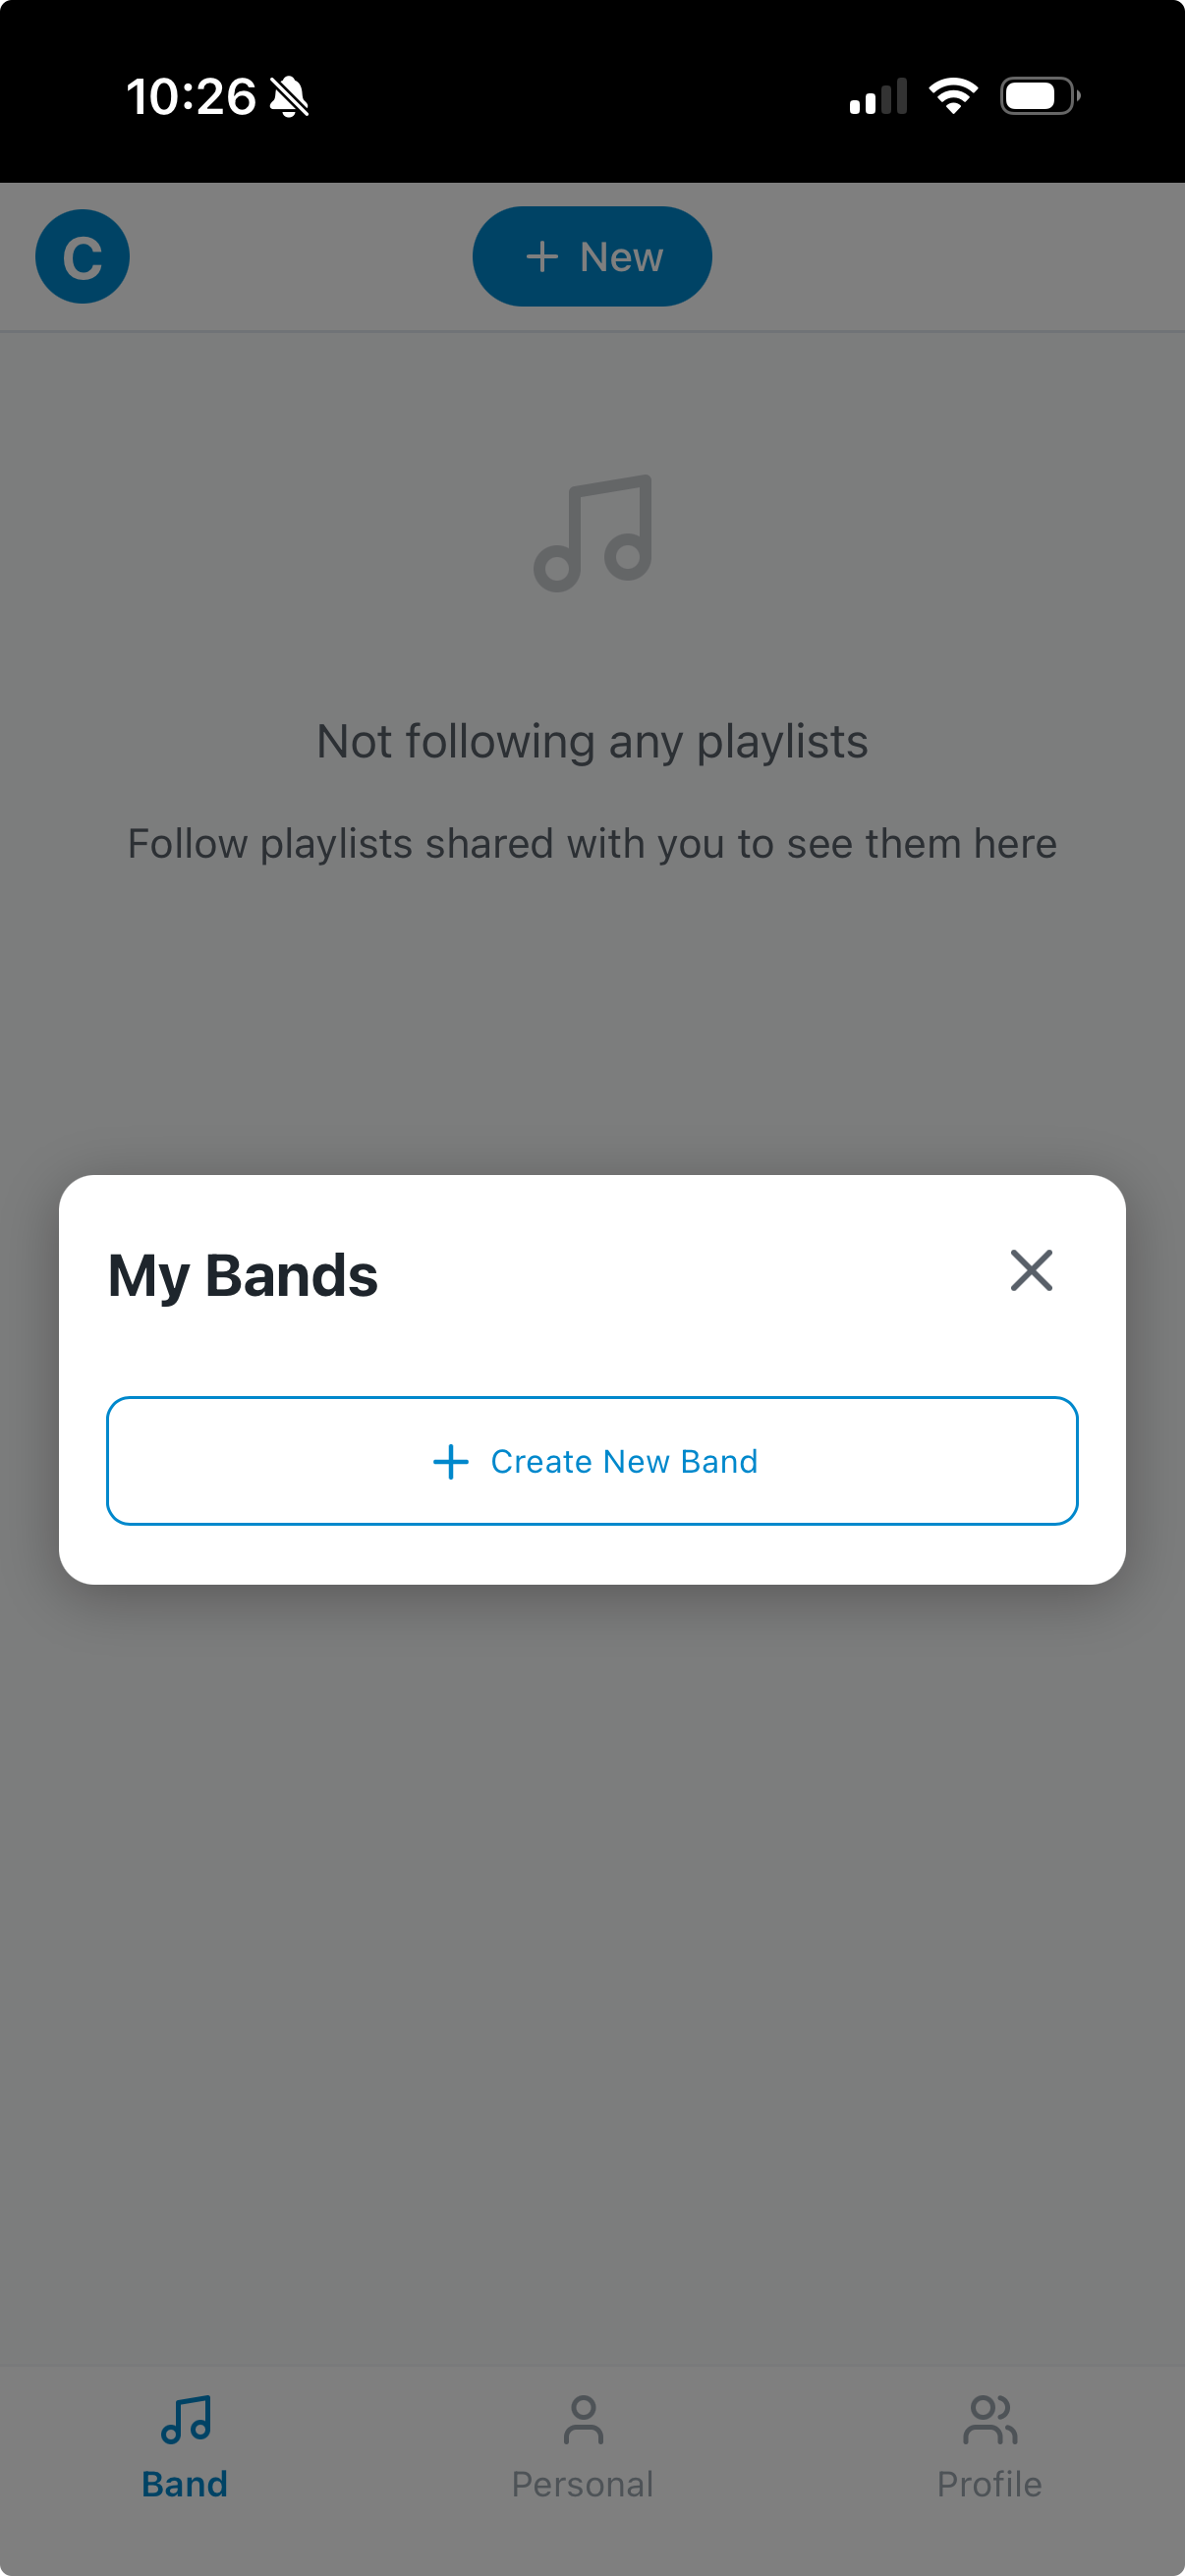 10:26
C
+ New
Not following any playlists
Follow playlists shared with you to see them here
My Bands
+ Create New Band
Band
Personal
Profile